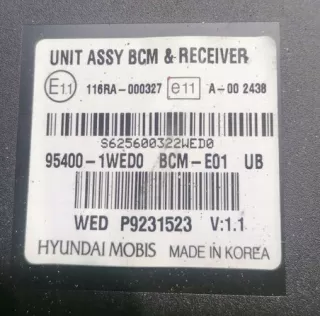 UNIT ASSY BCM & RECEIVER
E11 116RA-000327 e11 A-00 2438
S625600322WED0
95400-1WED0 BCM-E01 UB
WED P9231523 V:1.1
HYUNDAI MOBIS MADE IN KOREA